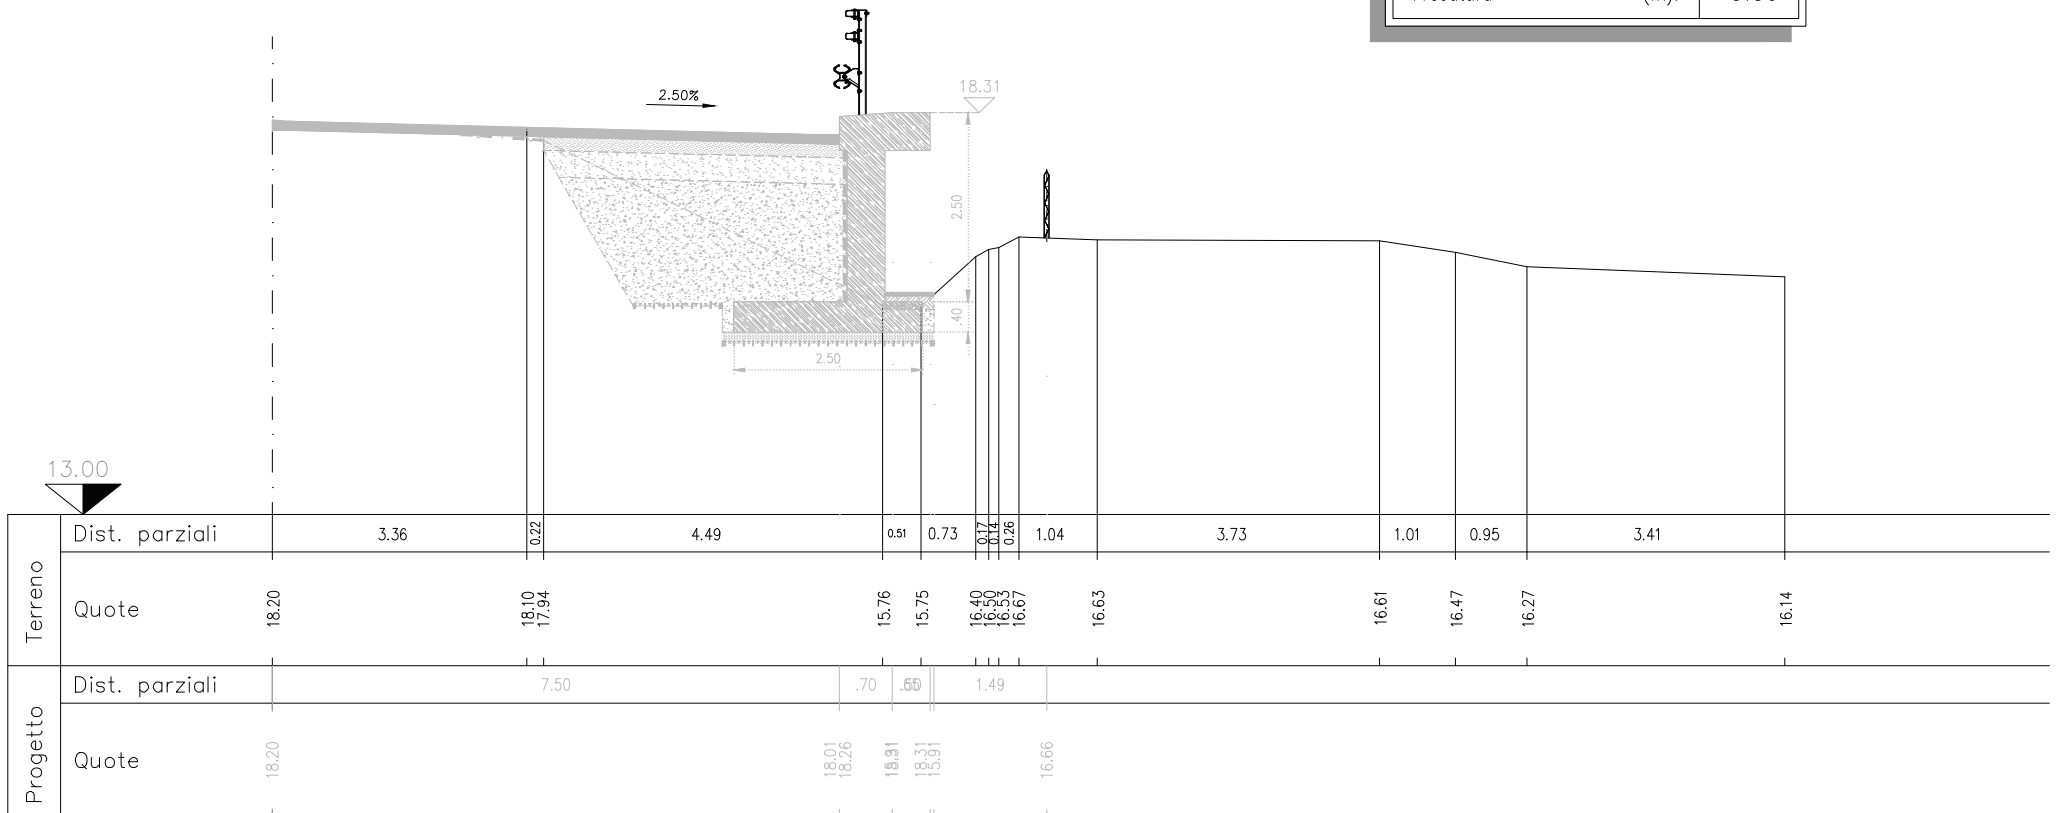 (m):
2.50%
18.31
2.50
.40
2.50
13.00
Terreno
Dist. parziali
3.36 0.22 4.49 0.51 0.73 0.17 0.14 0.26 1.04 3.73 1.01 0.95 3.41
Quote
18.20 18.10 17.94 15.76 15.75 16.40 16.50 16.53 16.67 16.63 16.61 16.47 16.27 16.14
Progetto
Dist. parziali
7.50 .70 1.49
Quote
18.20 18.01 18.26 18.31 15.91 16.66